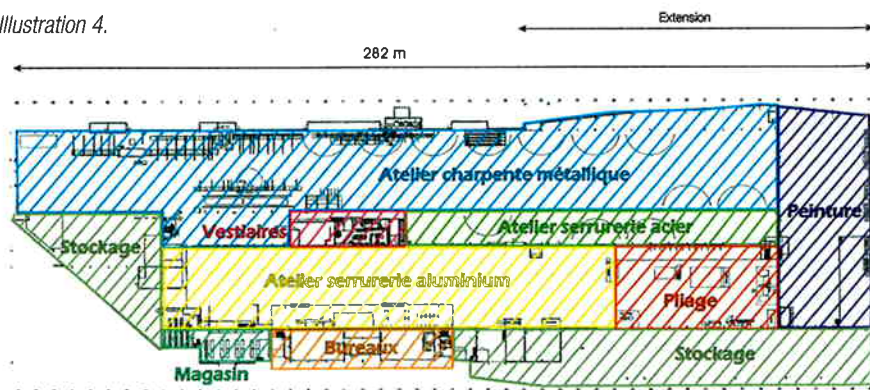 Illustration 4.
Extension
282 m
Atelier charpente métallique
Peinture
Stockage
Vestiaires
Atelier serrurerie acier
Atelier serrurerie aluminium
Pliage
Bureaux
Stockage
Magasin